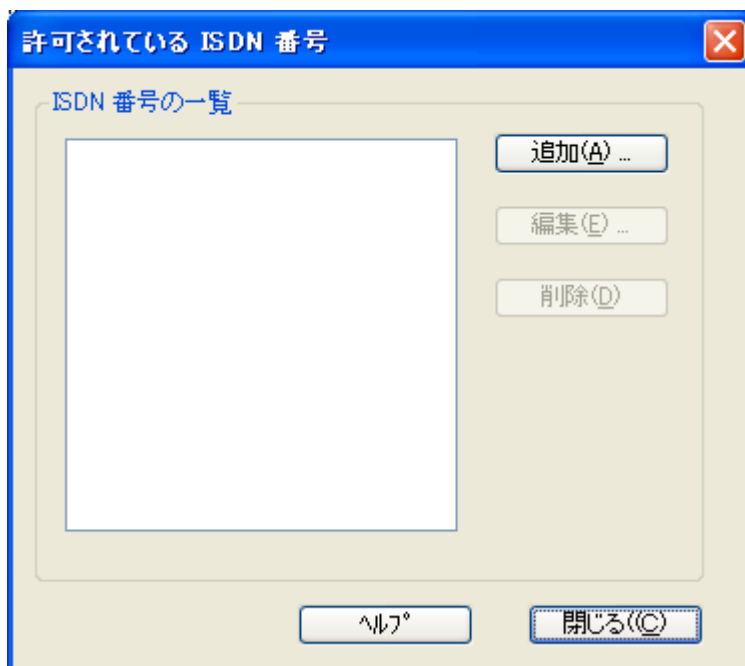 許可されている ISDN 番号
ISDN 番号の一覧
追加(A) ...
編集(E) ...
削除(D)
ﾍﾙﾌﾟ
閉じる((C)